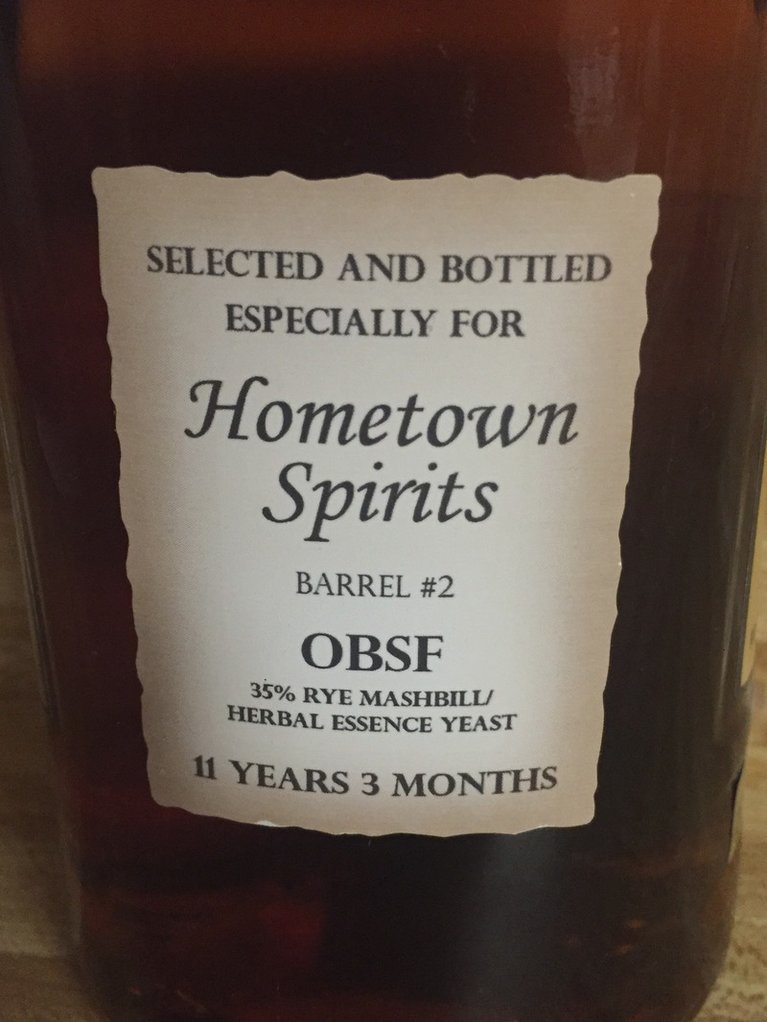 SELECTED AND BOTTLED
ESPECIALLY FOR
Hometown
Spirits
BARREL #2
OBSF
35% RYE MASHBILL/
HERBAL ESSENCE YEAST
11 YEARS 3 MONTHS